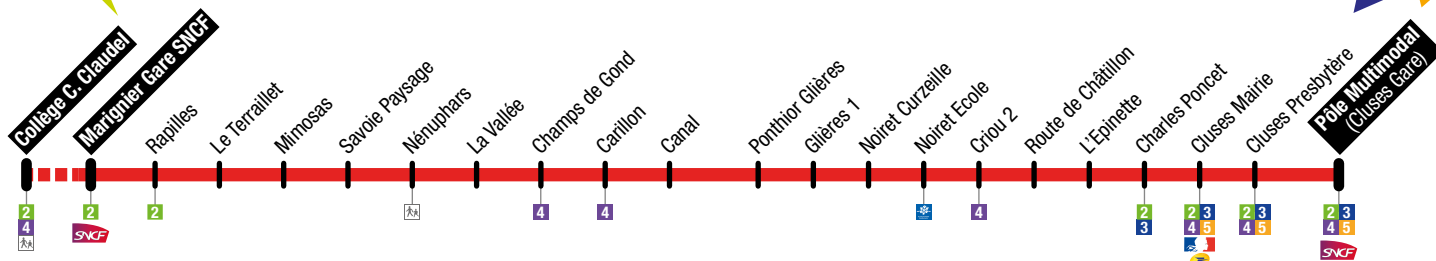 Collège C. Claudel
Marignier Gare SNCF
Rapilles
Le Terraillet
Mimosas
Savoie Paysage
Nénuphars
La Vallée
Champs de Gond
Carillon
Canal
Ponthior Glières
Glières 1
Noiret Curzeille
Noiret Ecole
Criou 2
Route de Châtillon
L'Epinette
Charles Poncet
Cluses Mairie
Cluses Presbytère
Pôle Multimodal
(Cluses Gare)
2
4
2
SNCF
2
4
4
4
2
3
2 3
4 5
2 3
4 5
2 3
4 5
SNCF